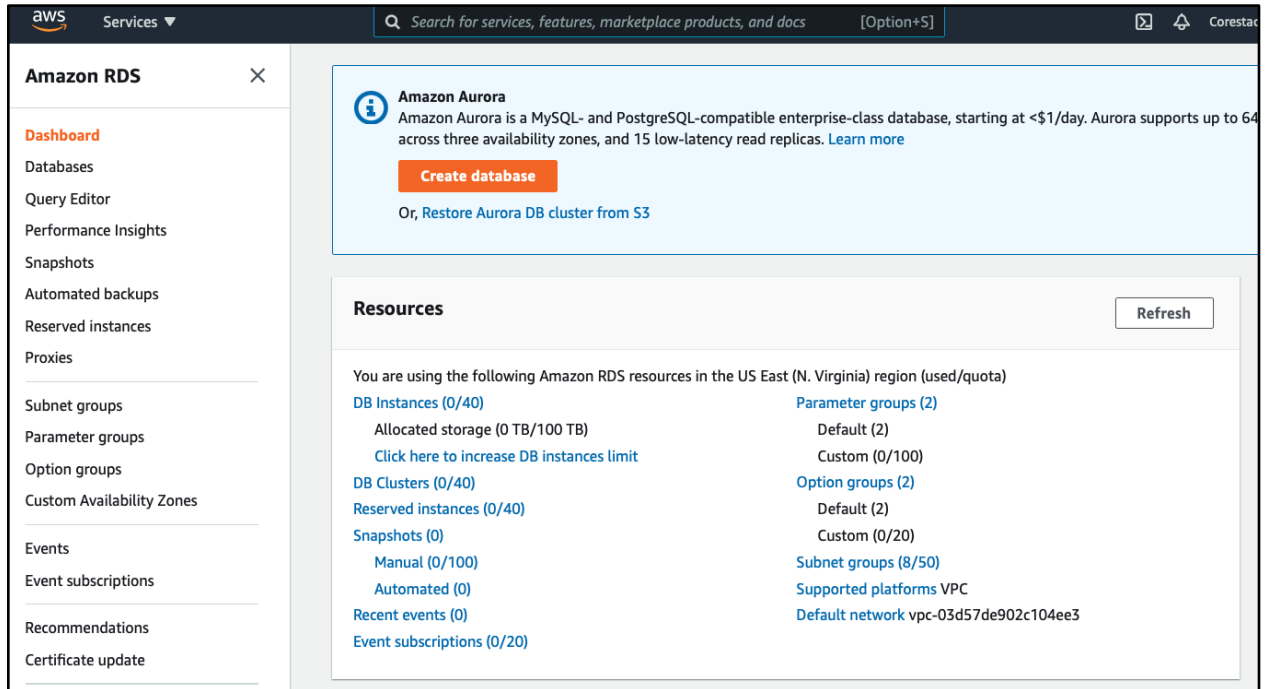 aws
Services ▼
Search for services, features, marketplace products, and docs [Option+S]
Amazon RDS
Dashboard
Databases
Query Editor
Performance Insights
Snapshots
Automated backups
Reserved instances
Proxies
Subnet groups
Parameter groups
Option groups
Custom Availability Zones
Events
Event subscriptions
Recommendations
Certificate update
Amazon Aurora
Amazon Aurora is a MySQL- and PostgreSQL-compatible enterprise-class database, starting at <$1/day. Aurora supports up to 64
across three availability zones, and 15 low-latency read replicas. Learn more
Create database
Or, Restore Aurora DB cluster from S3
Resources
Refresh
You are using the following Amazon RDS resources in the US East (N. Virginia) region (used/quota)
DB Instances (0/40)
Allocated storage (0 TB/100 TB)
Click here to increase DB instances limit
DB Clusters (0/40)
Reserved instances (0/40)
Snapshots (0)
Manual (0/100)
Automated (0)
Recent events (0)
Event subscriptions (0/20)
Parameter groups (2)
Default (2)
Custom (0/100)
Option groups (2)
Default (2)
Custom (0/20)
Subnet groups (8/50)
Supported platforms VPC
Default network vpc-03d57de902c104ee3